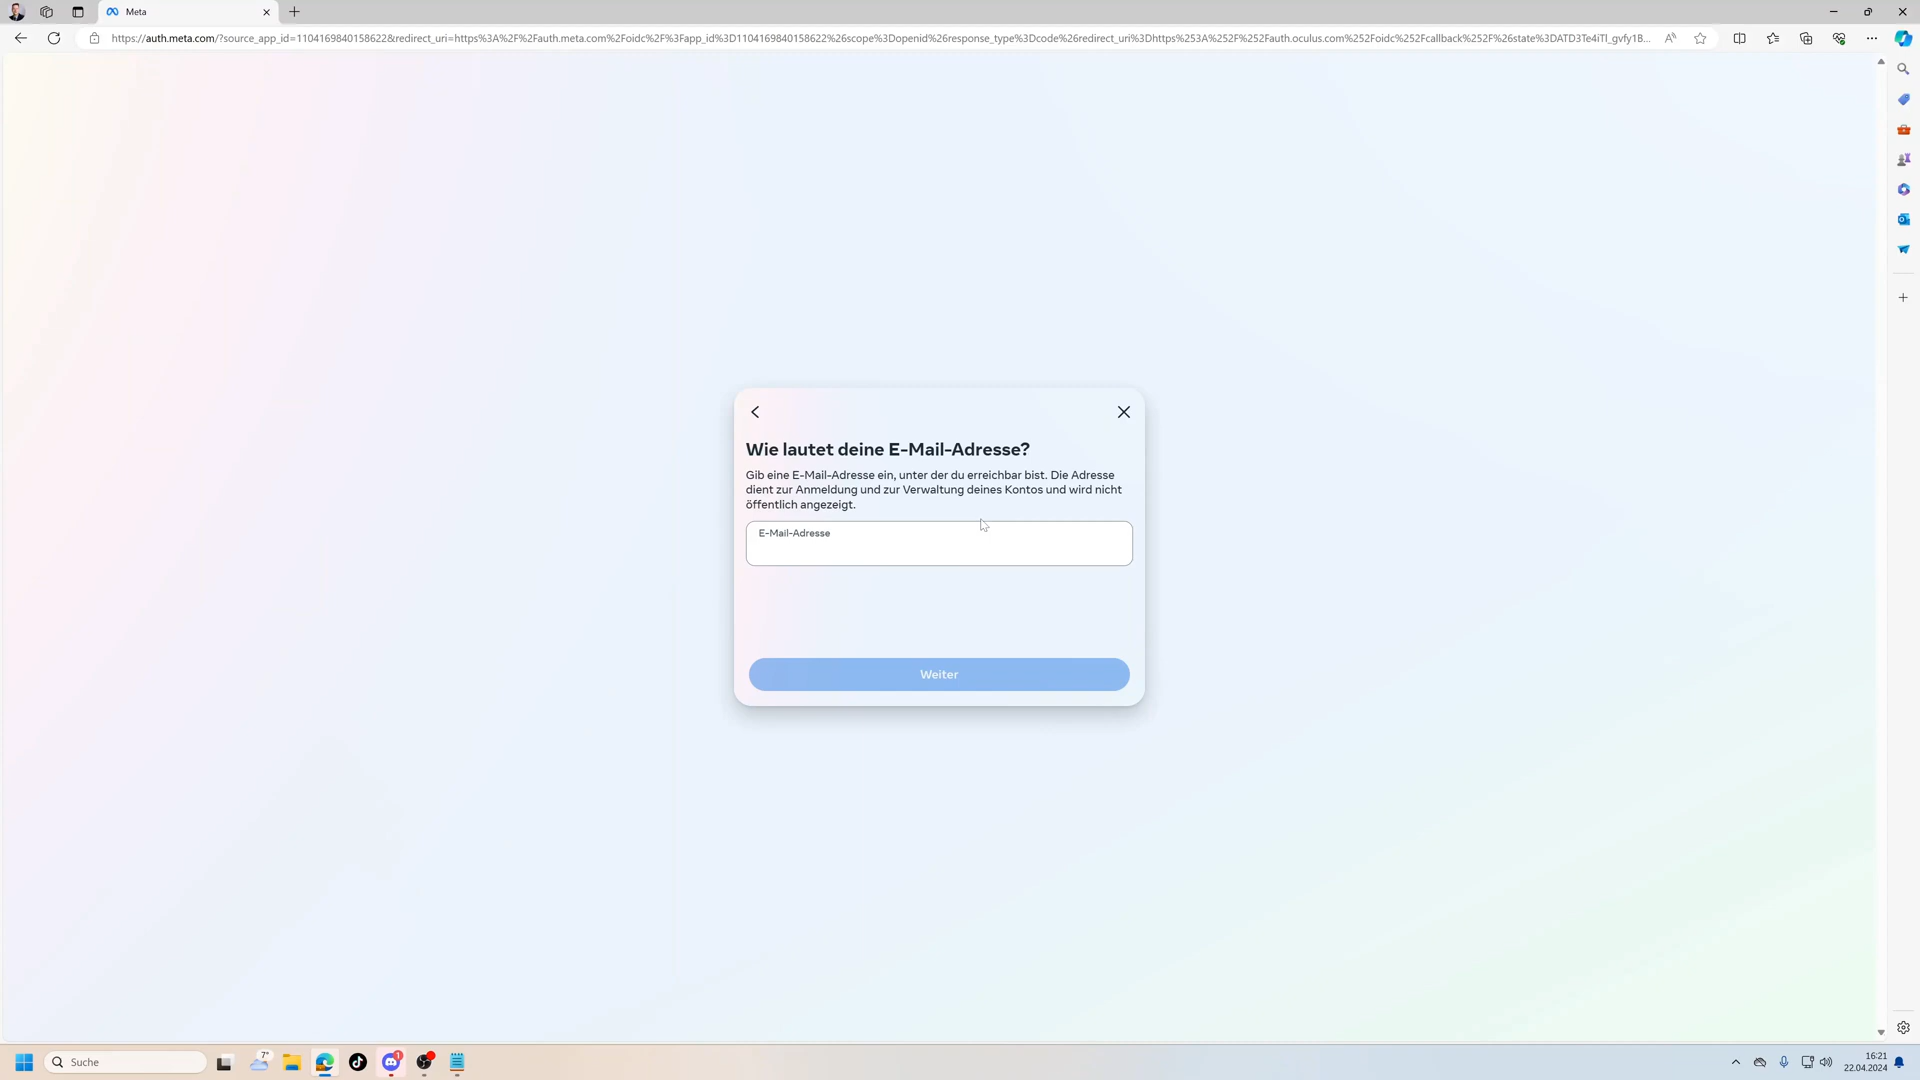 Meta
https://auth.meta.com/?source_app_id=1104169840158622&redirect_uri=https%3A%2F%2Fauth.meta.com%2Foidc%2F%3Fapp_id%3D1104169840158622%26scope%3Dopenid%26response_type%3Dcode%26redirect_uri%3Dhttps%253A%252F%252Fauth.oculus.com%252Foidc%252Fcallback%252F%26state%3DATD3Te4iTl_gvfy1B...
Wie lautet deine E-Mail-Adresse?
Gib eine E-Mail-Adresse ein, unter der du erreichbar bist. Die Adresse
dient zur Anmeldung und zur Verwaltung deines Kontos und wird nicht
öffentlich angezeigt.
E-Mail-Adresse
Weiter
Suche
7°
1
16:21
22.04.2024